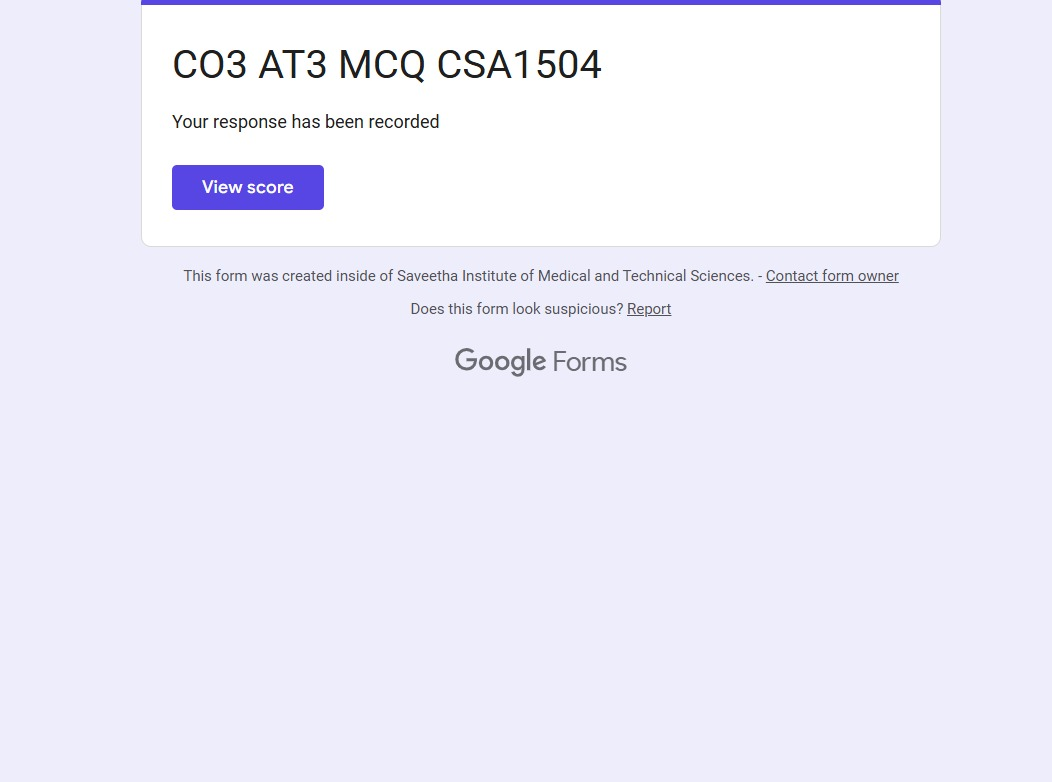 CO3 AT3 MCQ CSA1504
Your response has been recorded
View score
This form was created inside of Saveetha Institute of Medical and Technical Sciences. - Contact form owner
Does this form look suspicious? Report
Google Forms